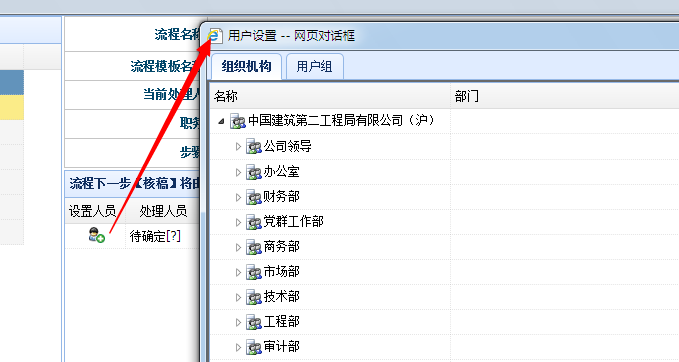 流程名称
流程模板名称
当前处理人
步骤
流程下一步【核稿】将由
设置人员 处理人员
待确定[?]
用户设置 -- 网页对话框
组织机构 用户组
名称 部门
中国建筑第二工程局有限公司（沪）
公司领导
办公室
财务部
党群工作部
商务部
市场部
技术部
工程部
审计部